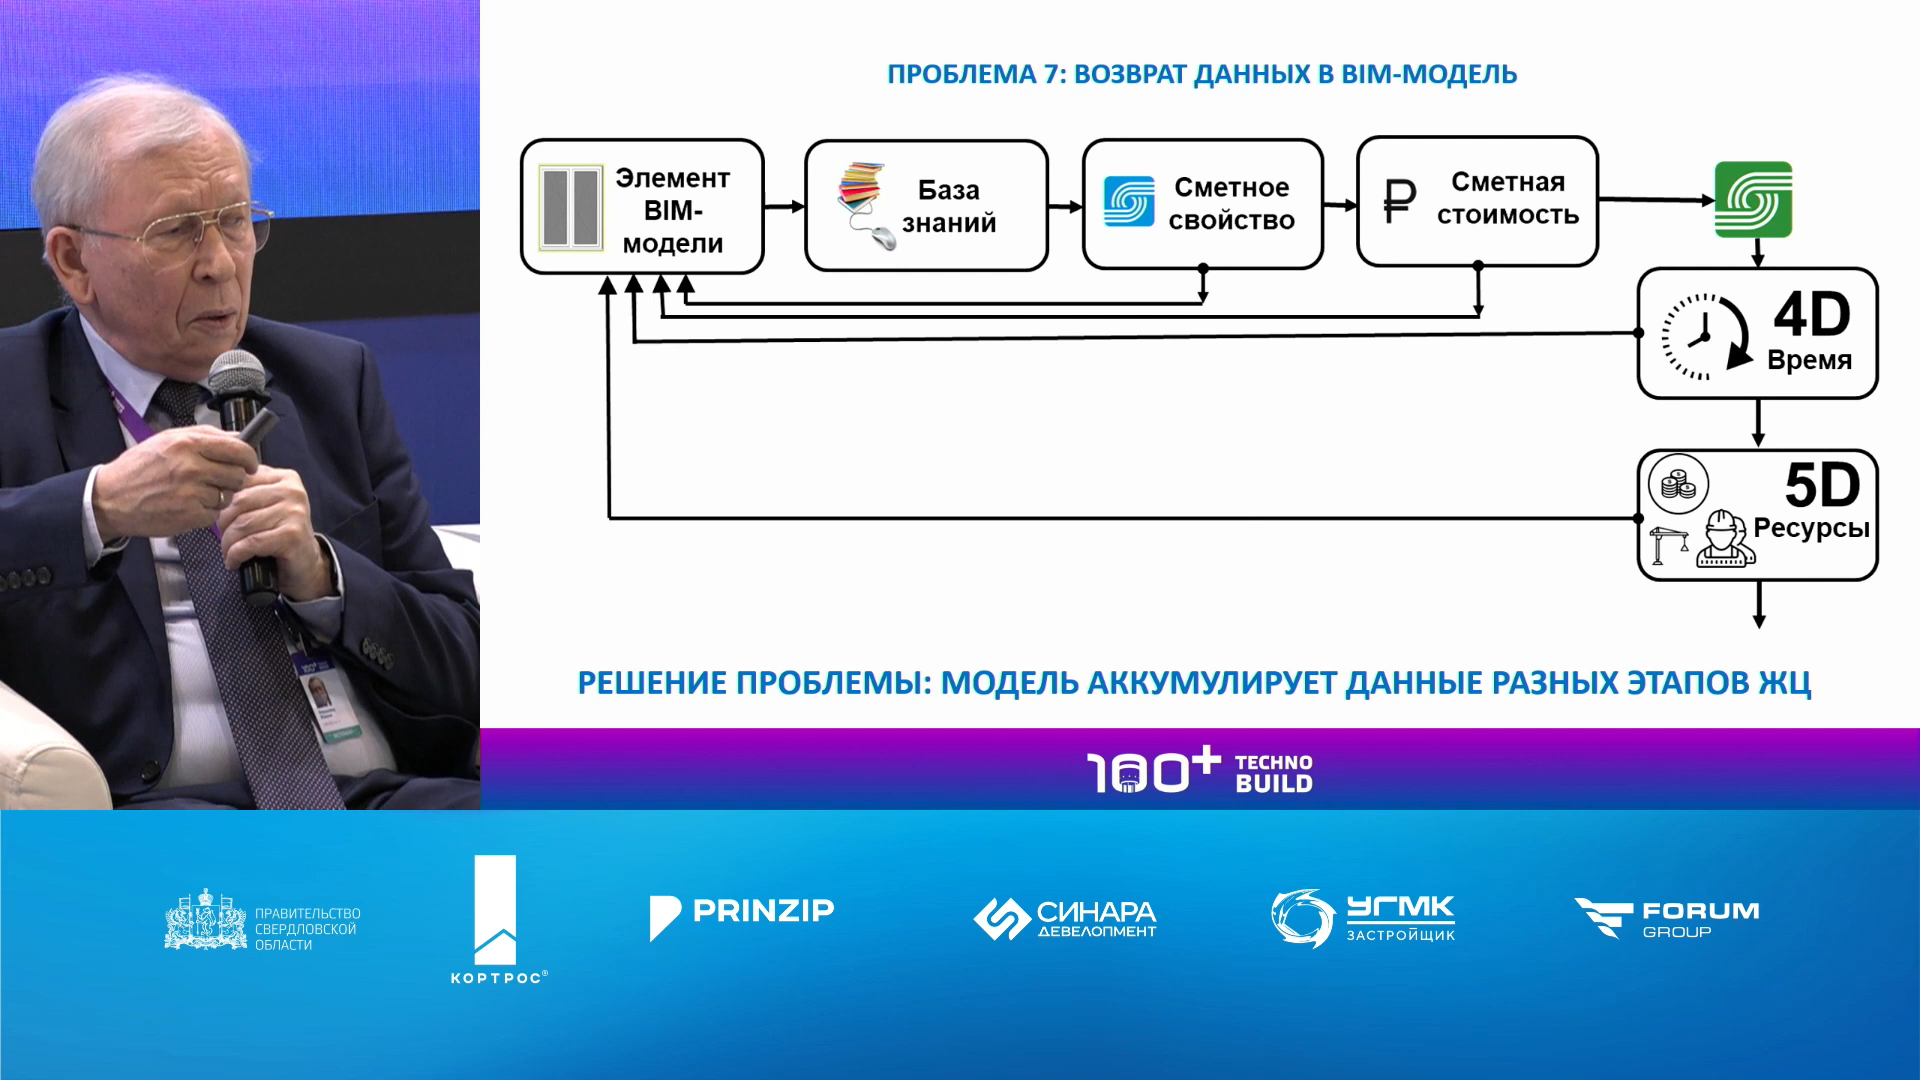 ПРОБЛЕМА 7: ВОЗВРАТ ДАННЫХ В BIM-МОДЕЛЬ
Элемент
BIM-
модели
База
знаний
Сметное
свойство
₽
Сметная
стоимость
4D
Время
5D
Ресурсы
РЕШЕНИЕ ПРОБЛЕМЫ: МОДЕЛЬ АККУМУЛИРУЕТ ДАННЫЕ РАЗНЫХ ЭТАПОВ ЖЦ
100+ TECHNO
BUILD
ПРАВИТЕЛЬСТВО
СВЕРДЛОВСКОЙ
ОБЛАСТИ
КОРТРОС®
PRINZIP
СИНАРА
ДЕВЕЛОПМЕНТ
УГМК
ЗАСТРОЙЩИК
FORUM
GROUP